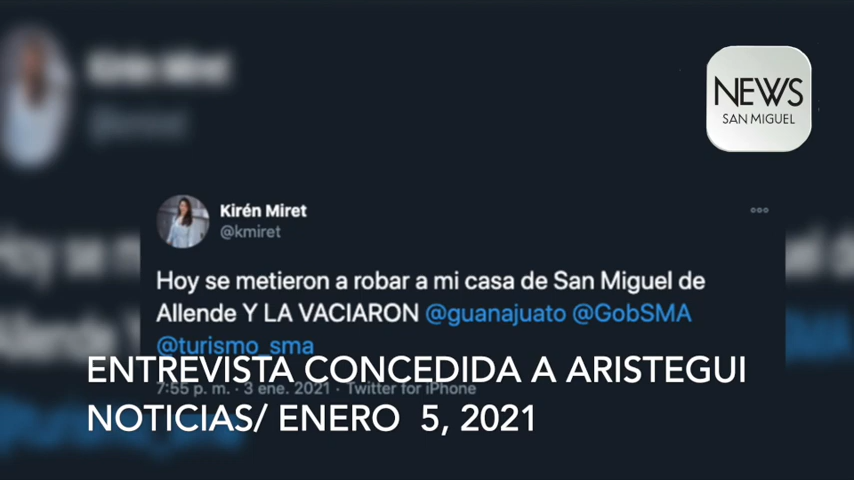 NEWS
SAN MIGUEL
Kirén Miret
@kmiret
Hoy se metieron a robar a mi casa de San Miguel de
Allende Y LA VACIARON @guanajuato @GobSMA
@turismo_sma
7:55 p. m. · 3 ene. 2021 · Twitter for iPhone
ENTREVISTA CONCEDIDA A ARISTEGUI
NOTICIAS/ ENERO 5, 2021